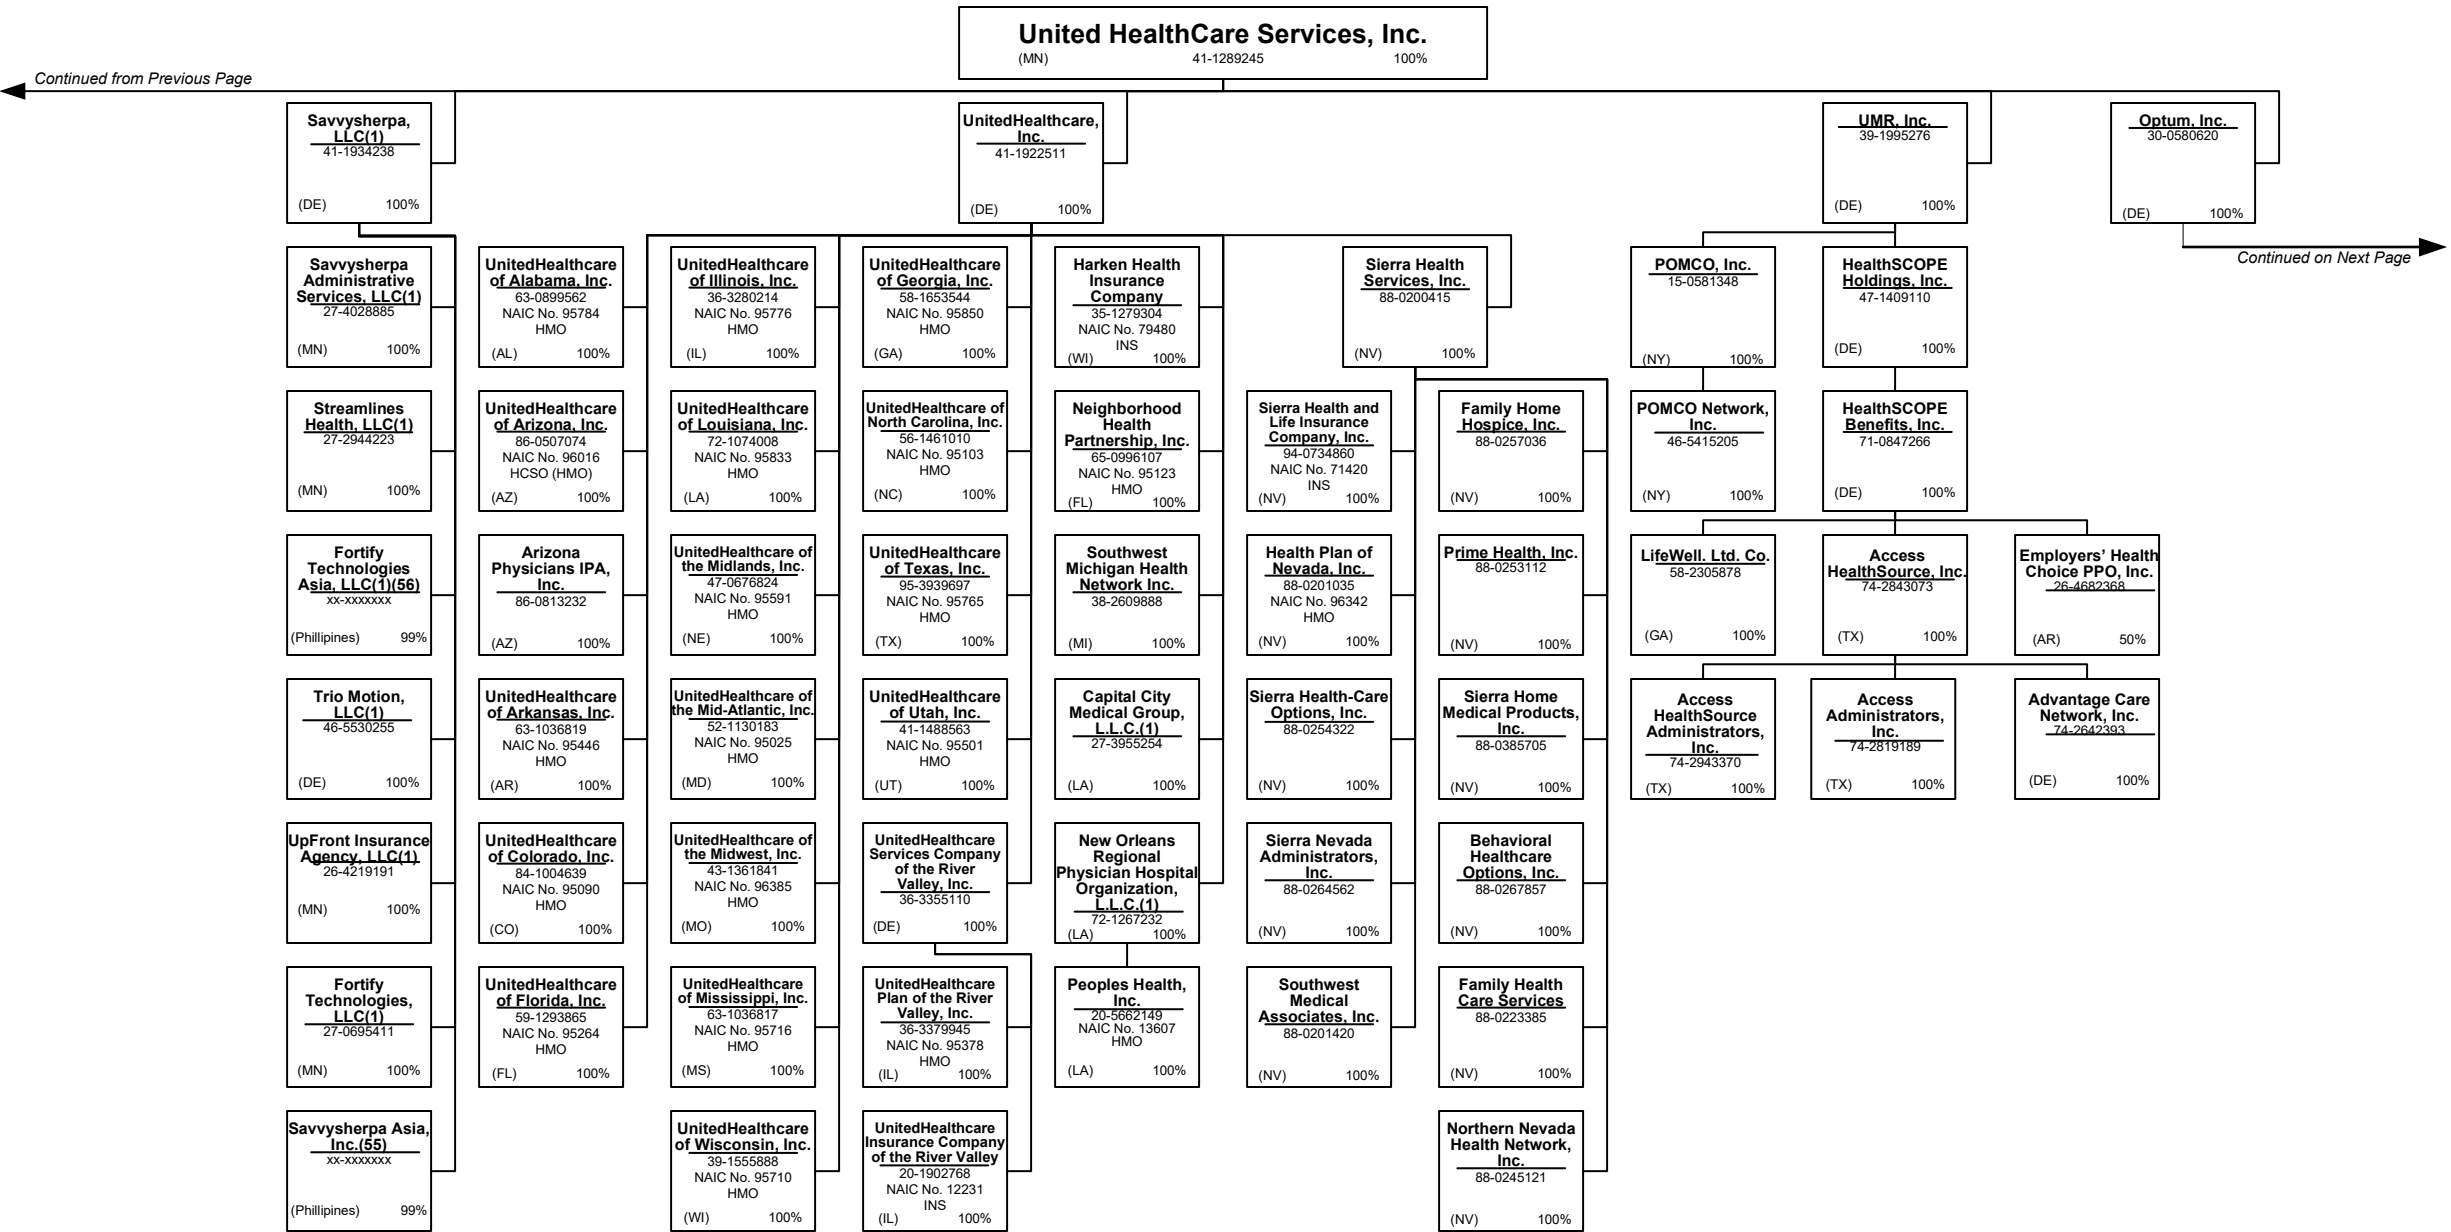 United HealthCare Services, Inc.
(MN) 41-1289245 100%
Continued from Previous Page
Savvysherpa,
LLC(1)
41-1934238
(DE) 100%
UnitedHealthcare,
Inc.
41-1922511
(DE) 100%
UMR, Inc.
39-1995276
(DE) 100%
Optum, Inc.
30-0580620
(DE) 100%
Continued on Next Page
Savvysherpa
Administrative
Services, LLC(1)
27-4028885
(MN) 100%
UnitedHealthcare
of Alabama, Inc.
63-0899562
NAIC No. 95784
HMO
(AL) 100%
UnitedHealthcare
of Illinois, Inc.
36-3280214
NAIC No. 95776
HMO
(IL) 100%
UnitedHealthcare
of Georgia, Inc.
58-1653544
NAIC No. 95850
HMO
(GA) 100%
Harken Health
Insurance
Company
35-1279304
NAIC No. 79480
INS
(WI) 100%
Sierra Health
Services, Inc.
88-0200415
(NV) 100%
POMCO, Inc.
15-0581348
(NY) 100%
HealthSCOPE
Holdings, Inc.
47-1409110
(DE) 100%
Streamlines
Health, LLC(1)
27-2944223
(MN) 100%
UnitedHealthcare
of Arizona, Inc.
86-0507074
NAIC No. 96016
HCSO (HMO)
(AZ) 100%
UnitedHealthcare
of Louisiana, Inc.
72-1074008
NAIC No. 95833
HMO
(LA) 100%
UnitedHealthcare of
North Carolina, Inc.
56-1461010
NAIC No. 95103
HMO
(NC) 100%
Neighborhood
Health
Partnership, Inc.
65-0996107
NAIC No. 95123
HMO
(FL) 100%
Sierra Health and
Life Insurance
Company, Inc.
94-0734860
NAIC No. 71420
INS
(NV) 100%
Family Home
Hospice, Inc.
88-0257036
(NV) 100%
POMCO Network,
Inc.
46-5415205
(NY) 100%
HealthSCOPE
Benefits, Inc.
71-0847266
(DE) 100%
Fortify
Technologies
Asia, LLC(1)(56)
xx-xxxxxxx
(Phillipines) 99%
Arizona
Physicians IPA,
Inc.
86-0813232
(AZ) 100%
UnitedHealthcare of
the Midlands, Inc.
47-0676824
NAIC No. 95591
HMO
(NE) 100%
UnitedHealthcare
of Texas, Inc.
95-3939697
NAIC No. 95765
HMO
(TX) 100%
Southwest
Michigan Health
Network Inc.
38-2609888
(MI) 100%
Health Plan of
Nevada, Inc.
88-0201035
NAIC No. 96342
HMO
(NV) 100%
Prime Health, Inc.
88-0253112
(NV) 100%
LifeWell. Ltd. Co.
58-2305878
(GA) 100%
Access
HealthSource, Inc.
74-2843073
(TX) 100%
Employers’ Health
Choice PPO, Inc.
26-4682368
(AR) 50%
Trio Motion,
LLC(1)
46-5530255
(DE) 100%
UnitedHealthcare
of Arkansas, Inc.
63-1036819
NAIC No. 95446
HMO
(AR) 100%
UnitedHealthcare of
the Mid-Atlantic, Inc.
52-1130183
NAIC No. 95025
HMO
(MD) 100%
UnitedHealthcare
of Utah, Inc.
41-1488563
NAIC No. 95501
HMO
(UT) 100%
Capital City
Medical Group,
L.L.C.(1)
27-3955254
(LA) 100%
Sierra Health-Care
Options, Inc.
88-0254322
(NV) 100%
Sierra Home
Medical Products,
Inc.
88-0385705
(NV) 100%
Access
HealthSource
Administrators,
Inc.
74-2943370
(TX) 100%
Access
Administrators,
Inc.
74-2819189
(TX) 100%
Advantage Care
Network, Inc.
74-2642393
(DE) 100%
UpFront Insurance
Agency, LLC(1)
26-4219191
(MN) 100%
UnitedHealthcare
of Colorado, Inc.
84-1004639
NAIC No. 95090
HMO
(CO) 100%
UnitedHealthcare of
the Midwest, Inc.
43-1361841
NAIC No. 96385
HMO
(MO) 100%
UnitedHealthcare
Services Company
of the River
Valley, Inc.
36-3355110
(DE) 100%
New Orleans
Regional
Physician Hospital
Organization,
L.L.C.(1)
72-1267232
(LA) 100%
Sierra Nevada
Administrators,
Inc.
88-0264562
(NV) 100%
Behavioral
Healthcare
Options, Inc.
88-0267857
(NV) 100%
Fortify
Technologies,
LLC(1)
27-0695411
(MN) 100%
UnitedHealthcare
of Florida, Inc.
59-1293865
NAIC No. 95264
HMO
(FL) 100%
UnitedHealthcare
of Mississippi, Inc.
63-1036817
NAIC No. 95716
HMO
(MS) 100%
UnitedHealthcare
Plan of the River
Valley, Inc.
36-3379945
NAIC No. 95378
HMO
(IL) 100%
Peoples Health,
Inc.
20-5662149
NAIC No. 13607
HMO
(LA) 100%
Southwest
Medical
Associates, Inc.
88-0201420
(NV) 100%
Family Health
Care Services
88-0223385
(NV) 100%
Savvysherpa Asia,
Inc.(55)
xx-xxxxxxx
(Phillipines) 99%
UnitedHealthcare
of Wisconsin, Inc.
39-1555888
NAIC No. 95710
HMO
(WI) 100%
UnitedHealthcare
Insurance Company
of the River Valley
20-1902768
NAIC No. 12231
INS
(IL) 100%
Northern Nevada
Health Network,
Inc.
88-0245121
(NV) 100%